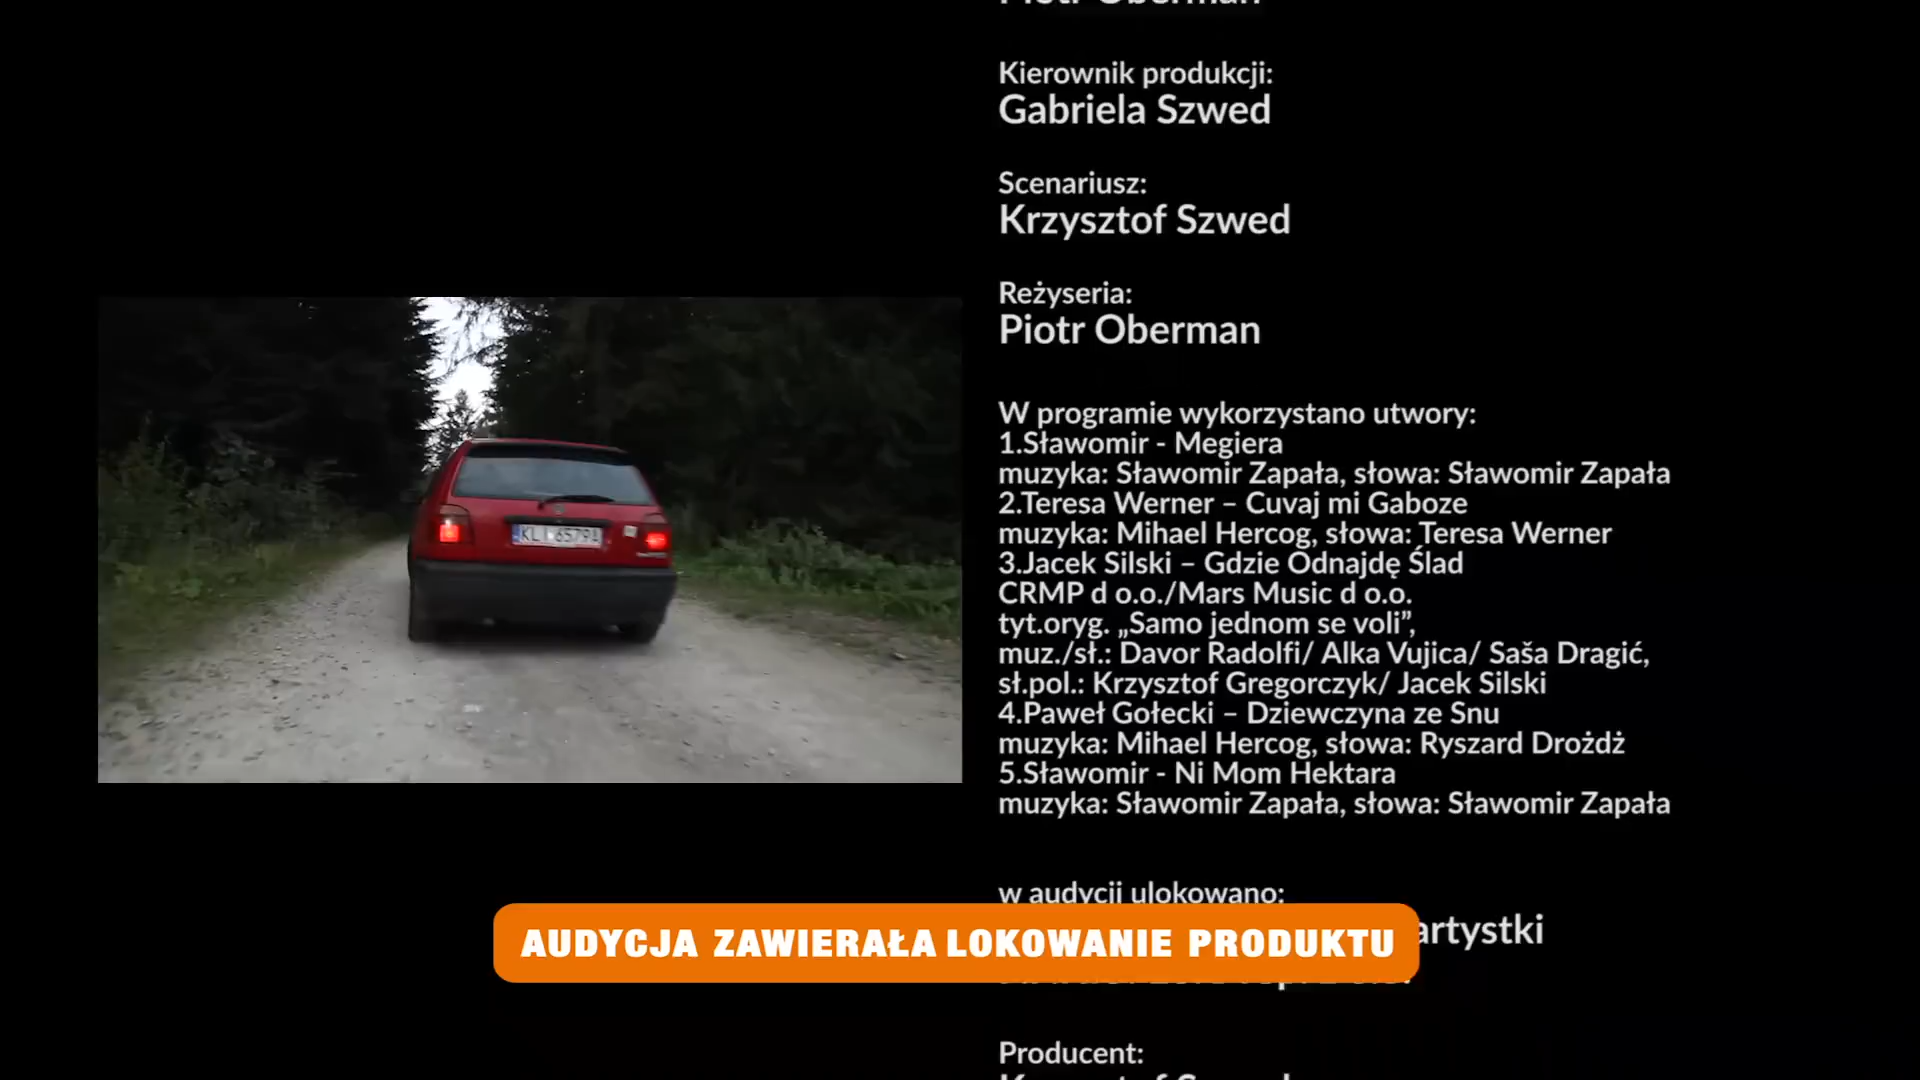 Piotr Oberman
Kierownik produkcji:
Gabriela Szwed
Scenariusz:
Krzysztof Szwed
Reżyseria:
Piotr Oberman
W programie wykorzystano utwory:
1.Sławomir - Megiera
muzyka: Sławomir Zapała, słowa: Sławomir Zapała
2.Teresa Werner – Cuvaj mi Gaboze
muzyka: Mihael Hercog, słowa: Teresa Werner
3.Jacek Silski – Gdzie Odnajdę Ślad
CRMP d o.o./Mars Music d o.o.
tyt.oryg. „Samo jednom se voli”,
muz./sł.: Davor Radolfi/ Alka Vujica/ Saša Dragić,
sł.pol.: Krzysztof Gregorczyk/ Jacek Silski
4.Paweł Gołecki – Dziewczyna ze Snu
muzyka: Mihael Hercog, słowa: Ryszard Drożdż
5.Sławomir - Ni Mom Hektara
muzyka: Sławomir Zapała, słowa: Sławomir Zapała
w audycji ulokowano:
artystki
AUDYCJA ZAWIERAŁA LOKOWANIE PRODUKTU
Producent:
KLI 6579A